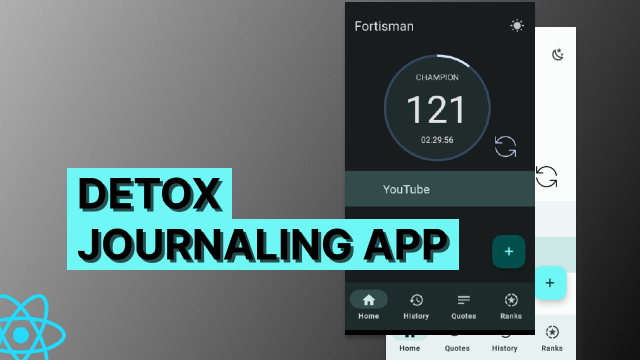 Fortisman
CHAMPION
121
02:29:56
YouTube
DETOX
JOURNALING APP
+
+
Home History Quotes Ranks
Home Quotes History Ranks